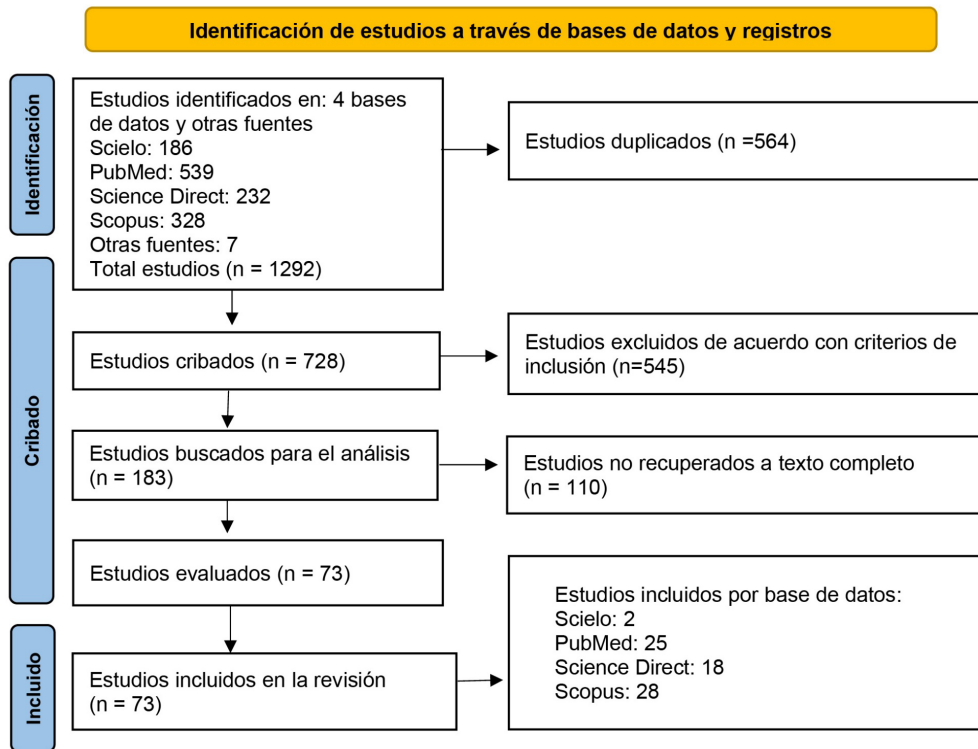 Identificación de estudios a través de bases de datos y registros
Identificación
Estudios identificados en: 4 bases
de datos y otras fuentes
Scielo: 186
PubMed: 539
Science Direct: 232
Scopus: 328
Otras fuentes: 7
Total estudios (n = 1292)
Estudios duplicados (n =564)
Cribado
Estudios cribados (n = 728)
Estudios excluidos de acuerdo con criterios de
inclusión (n=545)
Estudios buscados para el análisis
(n = 183)
Estudios no recuperados a texto completo
(n = 110)
Estudios evaluados (n = 73)
Incluido
Estudios incluidos en la revisión
(n = 73)
Estudios incluidos por base de datos:
Scielo: 2
PubMed: 25
Science Direct: 18
Scopus: 28